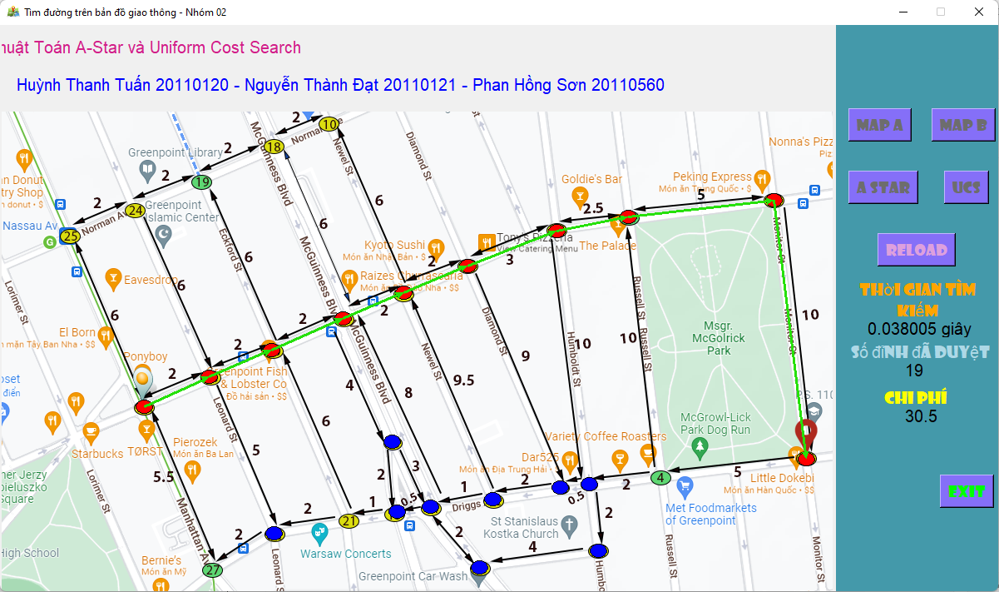 Tìm đường trên bản đồ giao thông - Nhóm 02
huật Toán A-Star và Uniform Cost Search
Huỳnh Thanh Tuấn 20110120 - Nguyễn Thành Đạt 20110121 - Phan Hồng Sơn 20110560
MAP A
MAP B
A STAR
UCS
RELOAD
THỜI GIAN TÌM
KIẾM
0.038005 giây
SỐ ĐỈNH ĐÃ DUYỆT
19
CHI PHÍ
30.5
EXIT
2
10
Norman Ave
18
2
McGuinness Blvd
Newel St
Diamond St
Greenpoint Library
19
2
24
2
25
Norman Av
Greenpoint
Islamic Center
n Donut
try Shop
n donut • $
Nassau Av
G
Eavesdrop
Lorimer St
6
6
Eckford St
6
6
6
McGuinness Blvd
Kyoto Sushi
Món ăn Nhật Bản • $
Raizes Churrascaria
$$
Tony's Pizzeria
View Catering Menu
Goldie's Bar
The Palace
2.5
Peking Express
Món ăn Trung Quốc • $
Nonna's Pizz
Piz
5
3
2
2
2
2
2
El Born
n mặn Tây Ban Nha • $$
Ponyboy
eenpoint Fish
& Lobster Co
Đồ hải sản • $$
Monitor St
10
Monitor St
Russell St
Russell St
10
10
Humboldt St
Diamond St
9
Newel St
9.5
8
4
McGuinness Blvd
6
Leonard St
5
Msgr.
McGolrick
Park
McGrowl-Lick
Park Dog Run
P.S. 110
Variety Coffee Roasters
Dar525
Món ăn Địa Trung Hải •
Starbucks
TØRST
Pierozek
Món ăn Ba Lan
oset
điển
ner Jerzy
pieluszko
Square
Lorimer St
5.5
Manhattan Av
2
3
0.5
1
Driggs
2
0.5
2
4
5
Little Dokebi
Món ăn Hàn Quốc • $$
Met Foodmarkets
of Greenpoint
St Stanislaus
Kostka Church
2
4
2
1
21
2
2
27
Warsaw Concerts
Greenpoint Car Wash
High School
Bernie's
Món ăn Mỹ
Leonard S
Humbo
Russell St
Monitor St